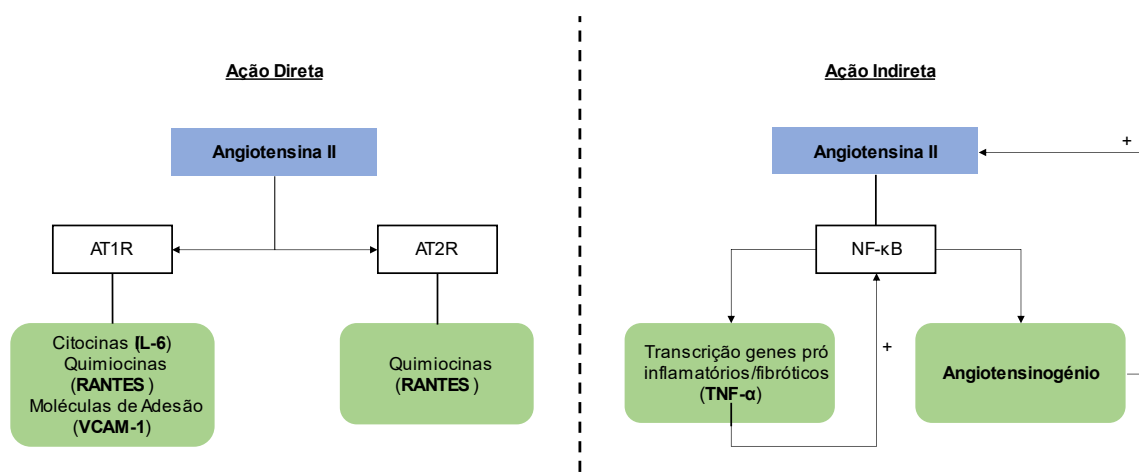 Ação Direta
Angiotensina II
AT1R
AT2R
Citocinas (IL-6)
Quimiocinas
(RANTES )
Moléculas de Adesão
(VCAM-1)
Quimiocinas
(RANTES )
Ação Indireta
Angiotensina II
+
NF-κB
Transcrição genes pró
inflamatórios/fibróticos
(TNF-α)
+
Angiotensinogénio